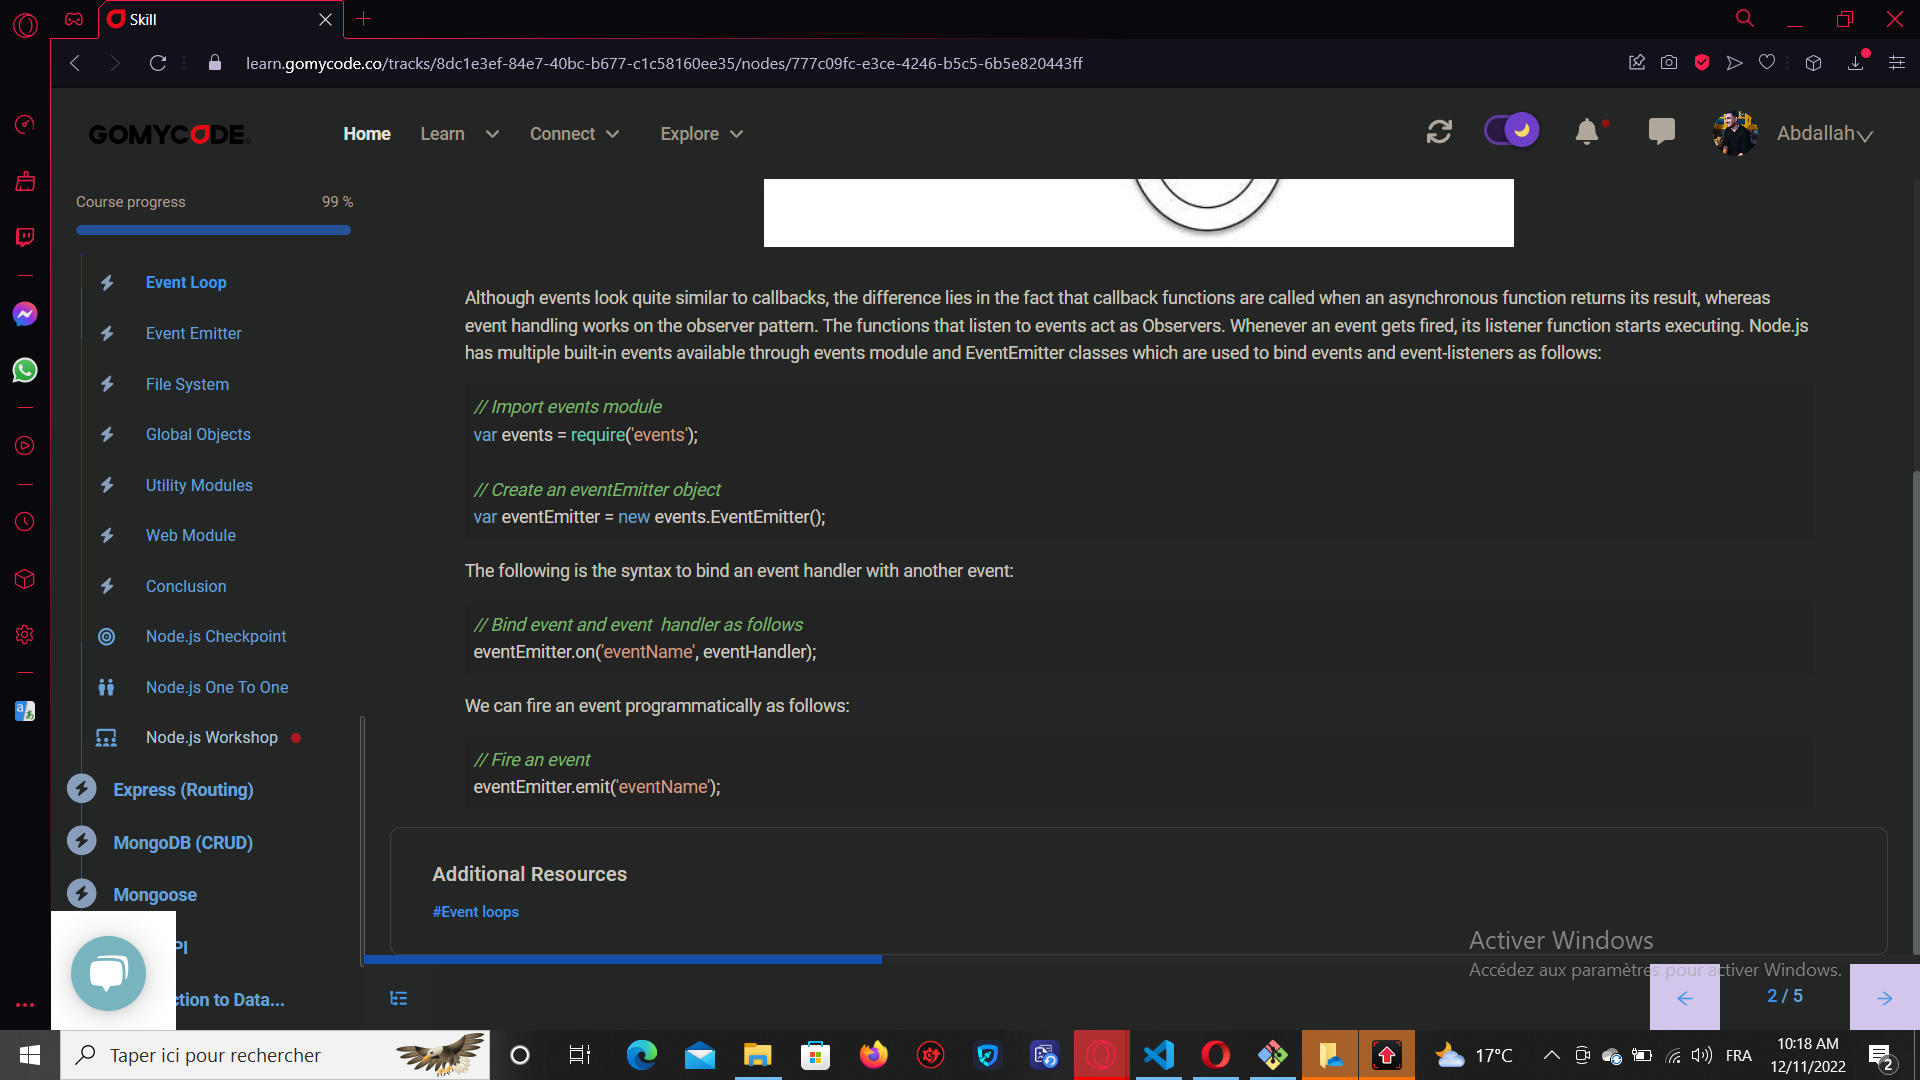 Skill
learn.gomycode.co/tracks/8dc1e3ef-84e7-40bc-b677-c1c58160ee35/nodes/777c09fc-e3ce-4246-b5c5-6b5e820443ff
GOMYCODE
Home
Learn
Connect
Explore
Abdallah
Course progress
99 %
Event Loop
Event Emitter
File System
Global Objects
Utility Modules
Web Module
Conclusion
Node.js Checkpoint
Node.js One To One
Node.js Workshop
Express (Routing)
MongoDB (CRUD)
Mongoose
PI
ction to Data...
Although events look quite similar to callbacks, the difference lies in the fact that callback functions are called when an asynchronous function returns its result, whereas
event handling works on the observer pattern. The functions that listen to events act as Observers. Whenever an event gets fired, its listener function starts executing. Node.js
has multiple built-in events available through events module and EventEmitter classes which are used to bind events and event-listeners as follows:
// Import events module
var events = require('events');
// Create an eventEmitter object
var eventEmitter = new events.EventEmitter();
The following is the syntax to bind an event handler with another event:
// Bind event and event  handler as follows
eventEmitter.on('eventName', eventHandler);
We can fire an event programmatically as follows:
// Fire an event
eventEmitter.emit('eventName');
Additional Resources
#Event loops
Activer Windows
Accédez aux paramètres pour activer Windows.
2 / 5
Taper ici pour rechercher
17°C
FRA
10:18 AM
12/11/2022
2